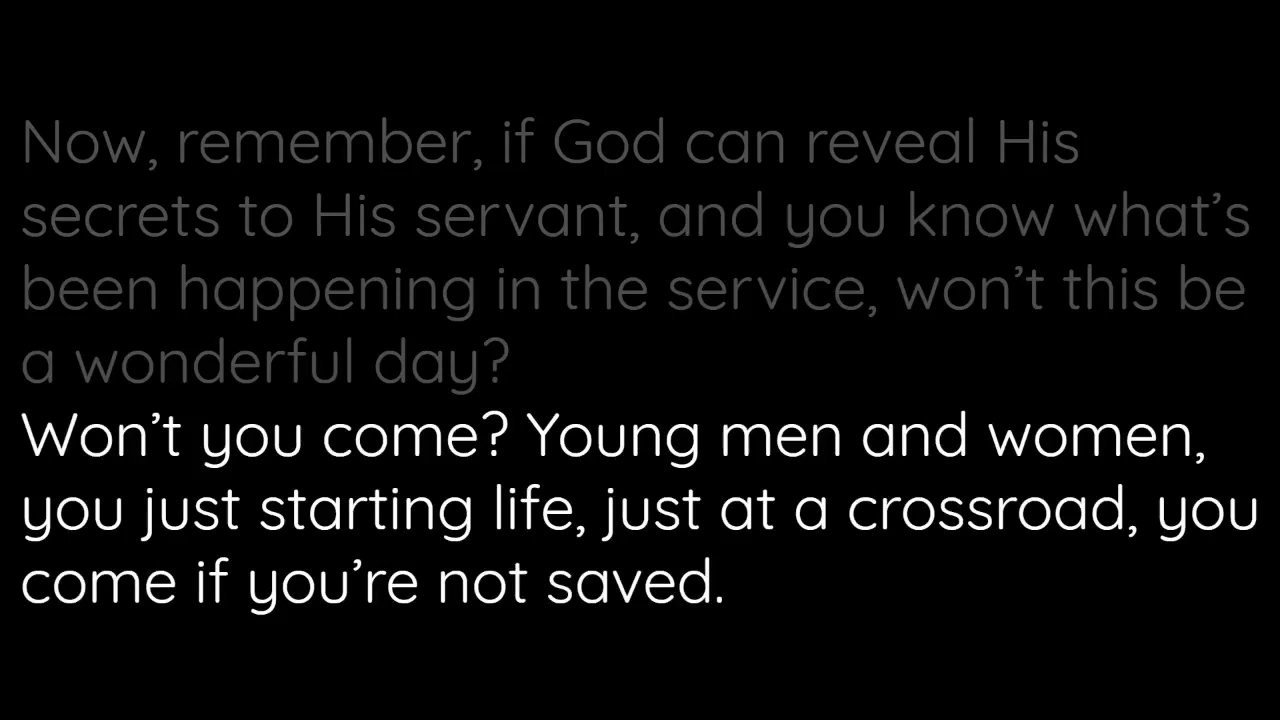 Now, remember, if God can reveal His
secrets to His servant, and you know what’s
been happening in the service, won’t this be
a wonderful day?
Won’t you come? Young men and women,
you just starting life, just at a crossroad, you
come if you’re not saved.